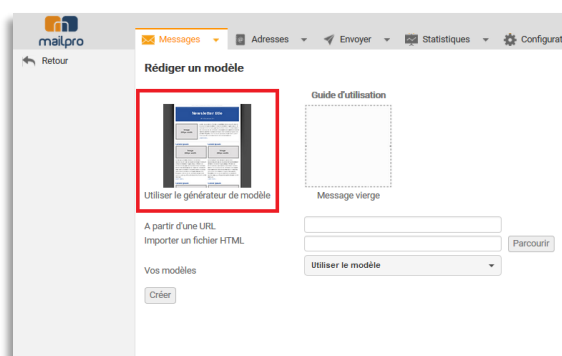 mailpro
Messages
Adresses
Envoyer
Statistiques
Configurat
Retour
Rédiger un modèle
Guide d'utilisation
Newsletter title
Utiliser le générateur de modèle
Message vierge
A partir d'une URL
Importer un fichier HTML
Parcourir
Vos modèles
Utiliser le modèle
Créer